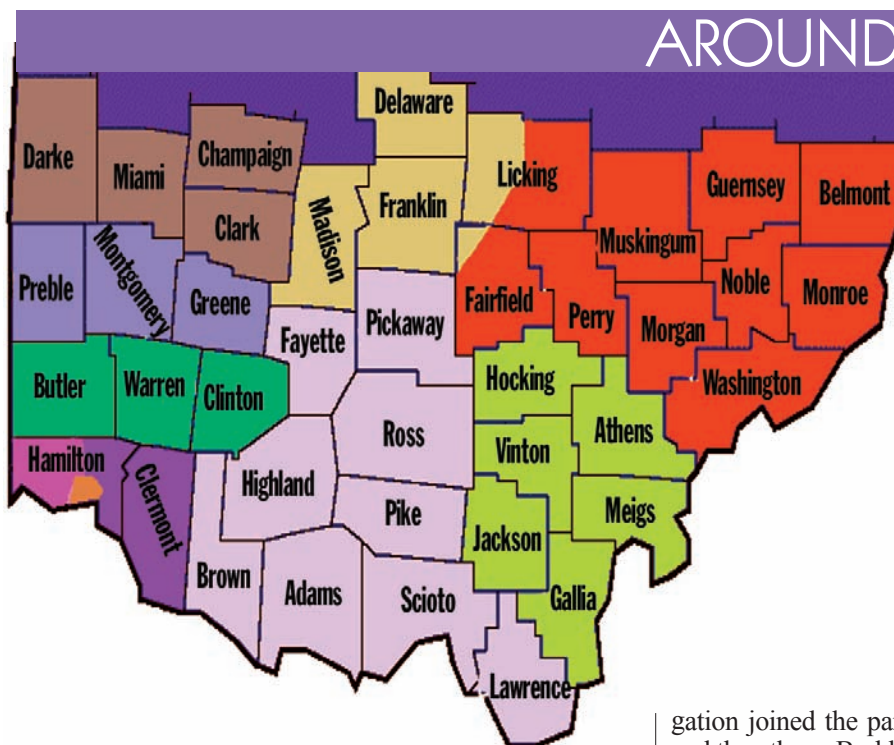 AROUND
Delaware
Darke
Miami
Champaign
Licking
Guernsey
Belmont
Clark
Madison
Franklin
Muskingum
Preble
Montgomery
Greene
Fayette
Pickaway
Fairfield
Perry
Morgan
Noble
Monroe
Butler
Warren
Clinton
Hocking
Washington
Ross
Athens
Hamilton
Clermont
Highland
Vinton
Pike
Jackson
Meigs
Brown
Adams
Scioto
Gallia
Lawrence
gation joined the pa